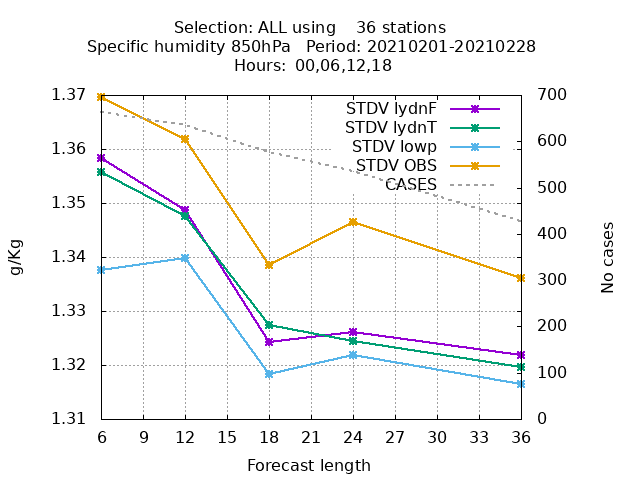 Selection: ALL using    36 stations
Specific humidity 850hPa   Period: 20210201-20210228
Hours: 00,06,12,18
STDV lydnF
STDV lydnT
STDV lowp
STDV OBS
CASES
g/Kg
1.37
1.36
1.35
1.34
1.33
1.32
1.31
700
600
500
400
300
200
100
0
No cases
6 9 12 15 18 21 24 27 30 33 36
Forecast length